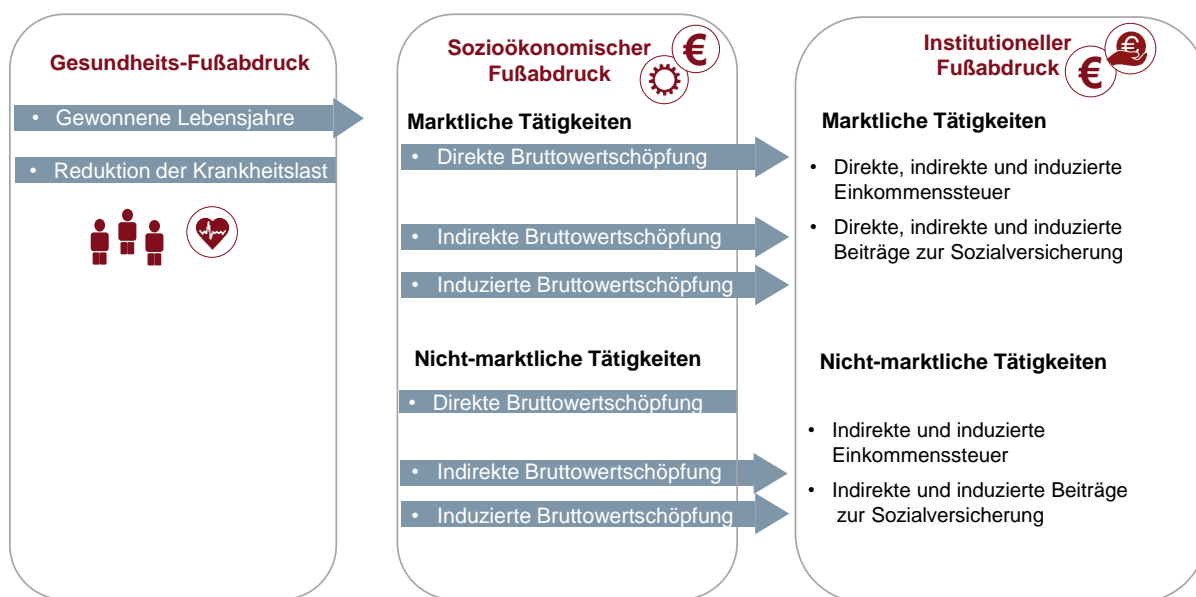 Gesundheits-Fußabdruck
• Gewonnene Lebensjahre
• Reduktion der Krankheitslast
Sozioökonomischer
Fußabdruck
€
Marktliche Tätigkeiten
• Direkte Bruttowertschöpfung
• Indirekte Bruttowertschöpfung
• Induzierte Bruttowertschöpfung
Nicht-marktliche Tätigkeiten
• Direkte Bruttowertschöpfung
• Indirekte Bruttowertschöpfung
• Induzierte Bruttowertschöpfung
Institutioneller
Fußabdruck
€
€
Marktliche Tätigkeiten
• Direkte, indirekte und induzierte
Einkommenssteuer
• Direkte, indirekte und induzierte
Beiträge zur Sozialversicherung
Nicht-marktliche Tätigkeiten
• Indirekte und induzierte
Einkommenssteuer
• Indirekte und induzierte Beiträge
zur Sozialversicherung